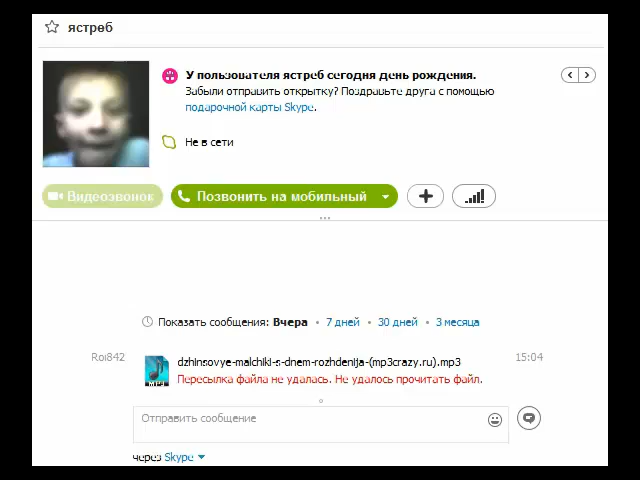 ястреб
У пользователя ястреб сегодня день рождения.
Забыли отправить открытку? Поздравьте друга с помощью
подарочной карты Skype.
Не в сети
Видеозвонок
Позвонить на мобильный
Показать сообщения: Вчера • 7 дней • 30 дней • 3 месяца
Roi842
dzhinsovye-malchiki-s-dnem-rozhdenija-(mp3crazy.ru).mp3
15:04
MP3
Пересылка файла не удалась. Не удалось прочитать файл.
Отправить сообщение
через Skype